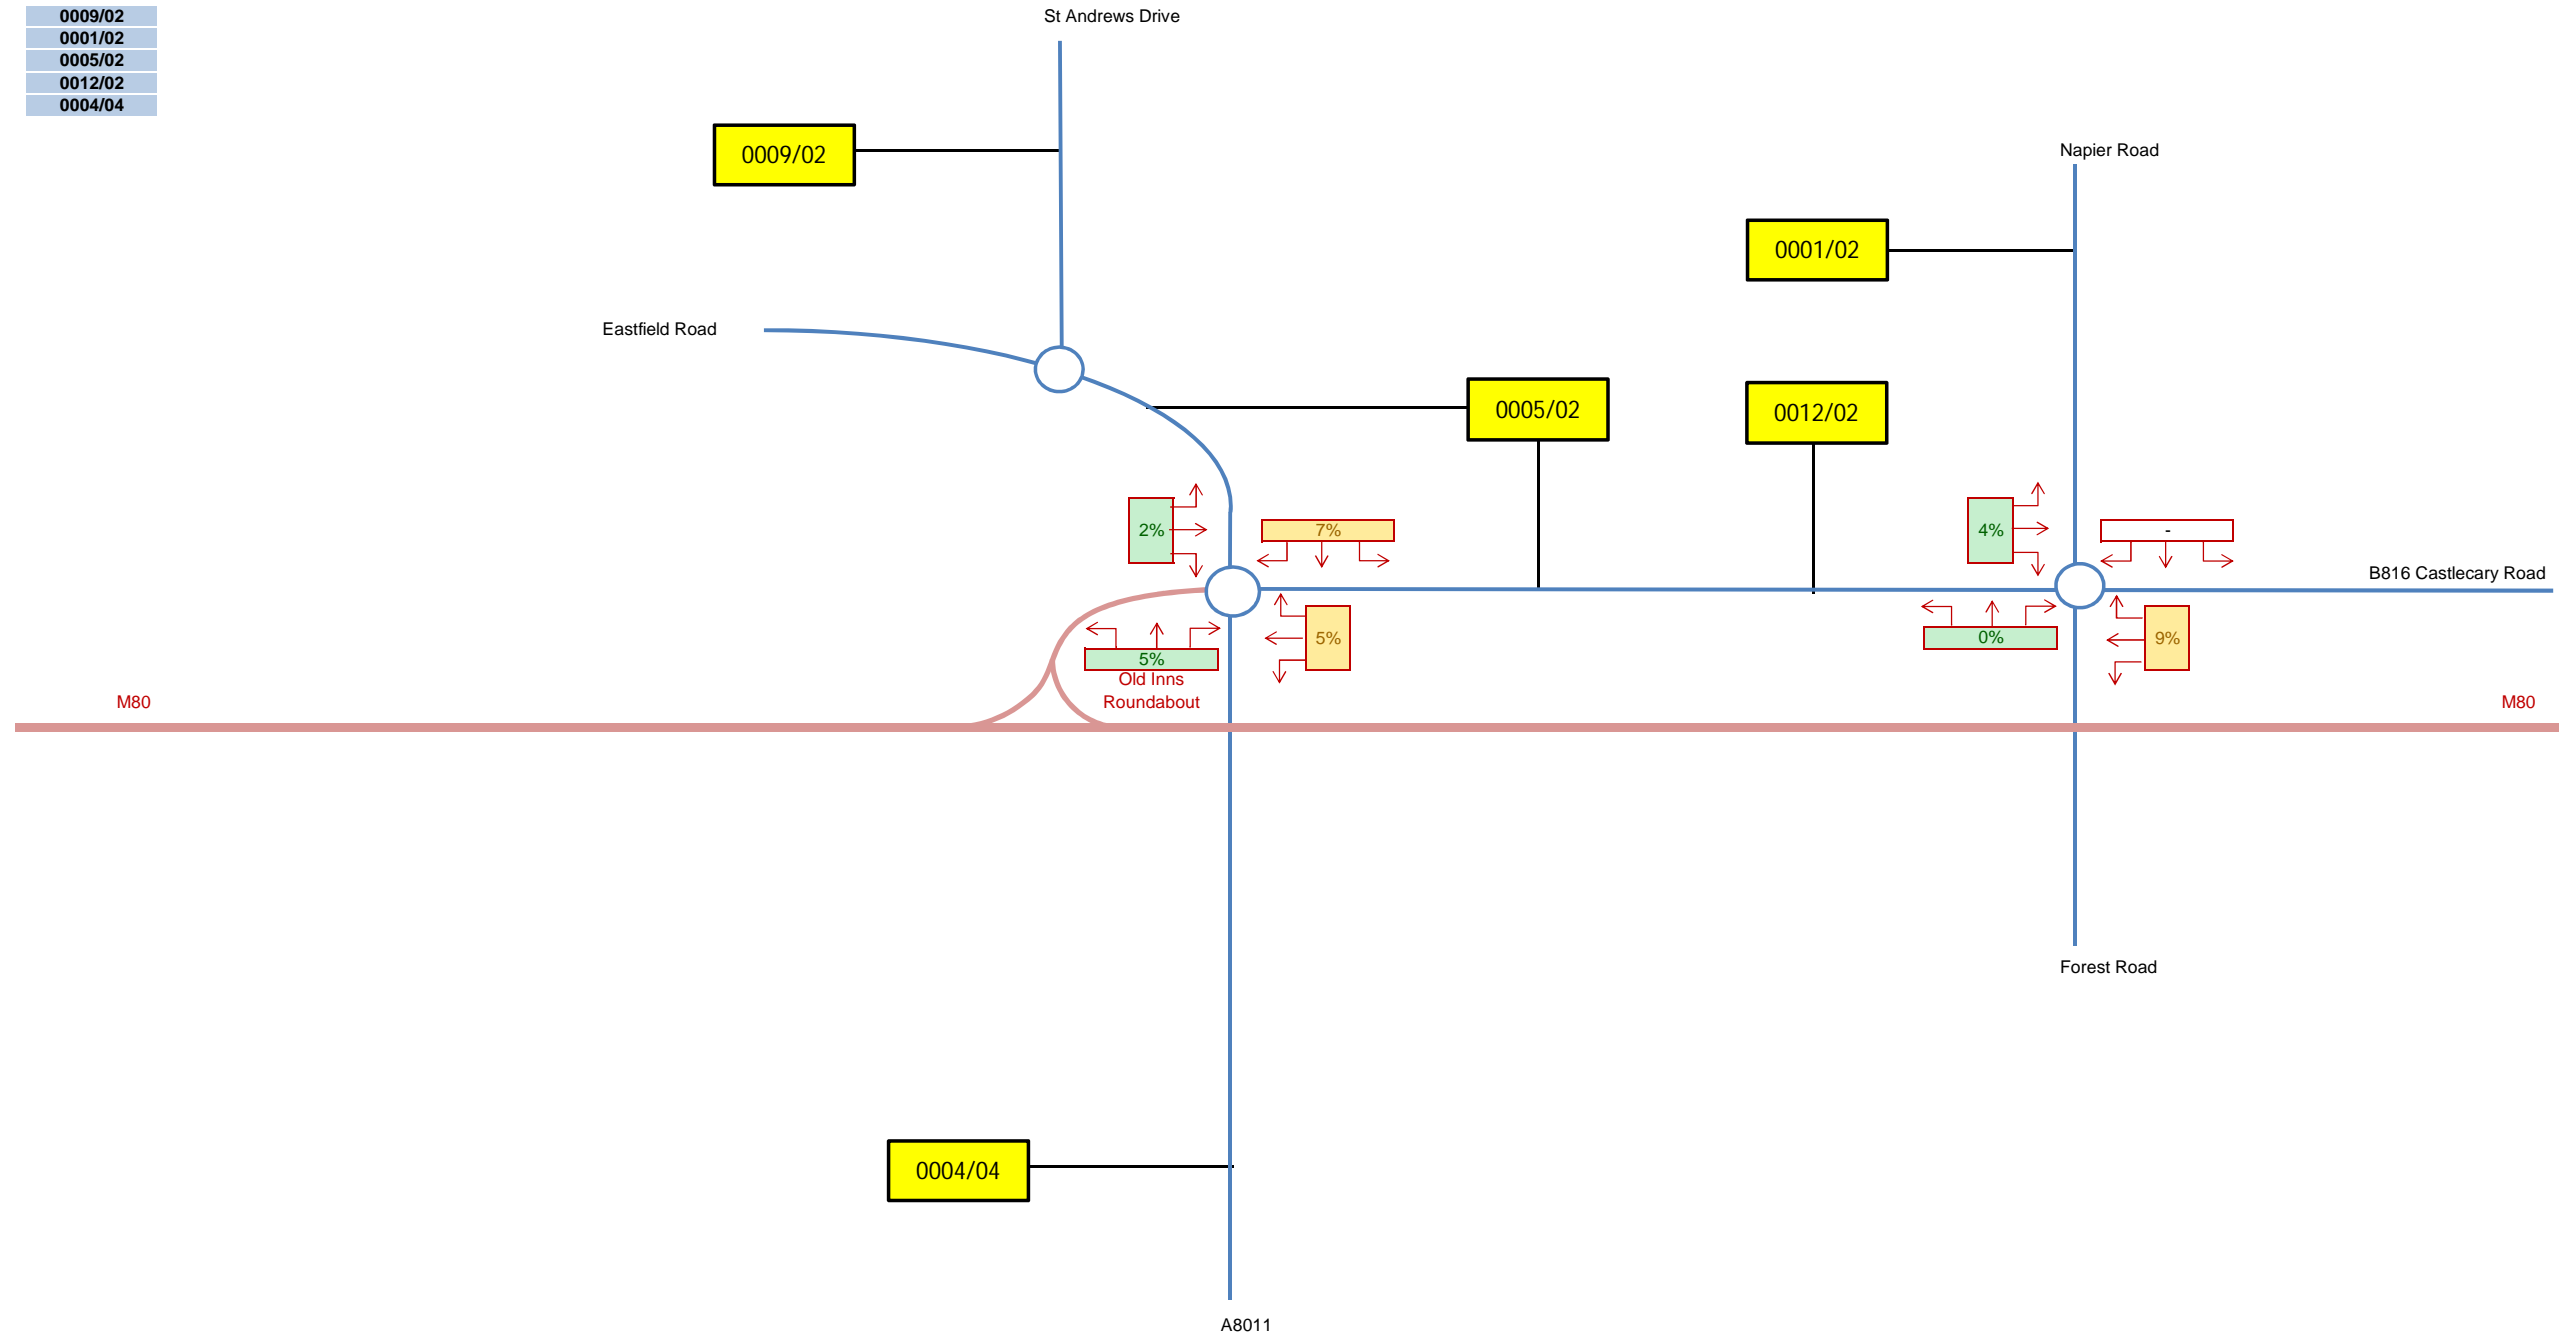 0009/02
0001/02
0005/02
0012/02
0004/04
St Andrews Drive
0009/02
Napier Road
0001/02
Eastfield Road
0005/02
0012/02
2%
7%
4%
-
B816 Castlecary Road
5%
5%
0%
9%
Old Inns
Roundabout
M80
M80
Forest Road
0004/04
A8011